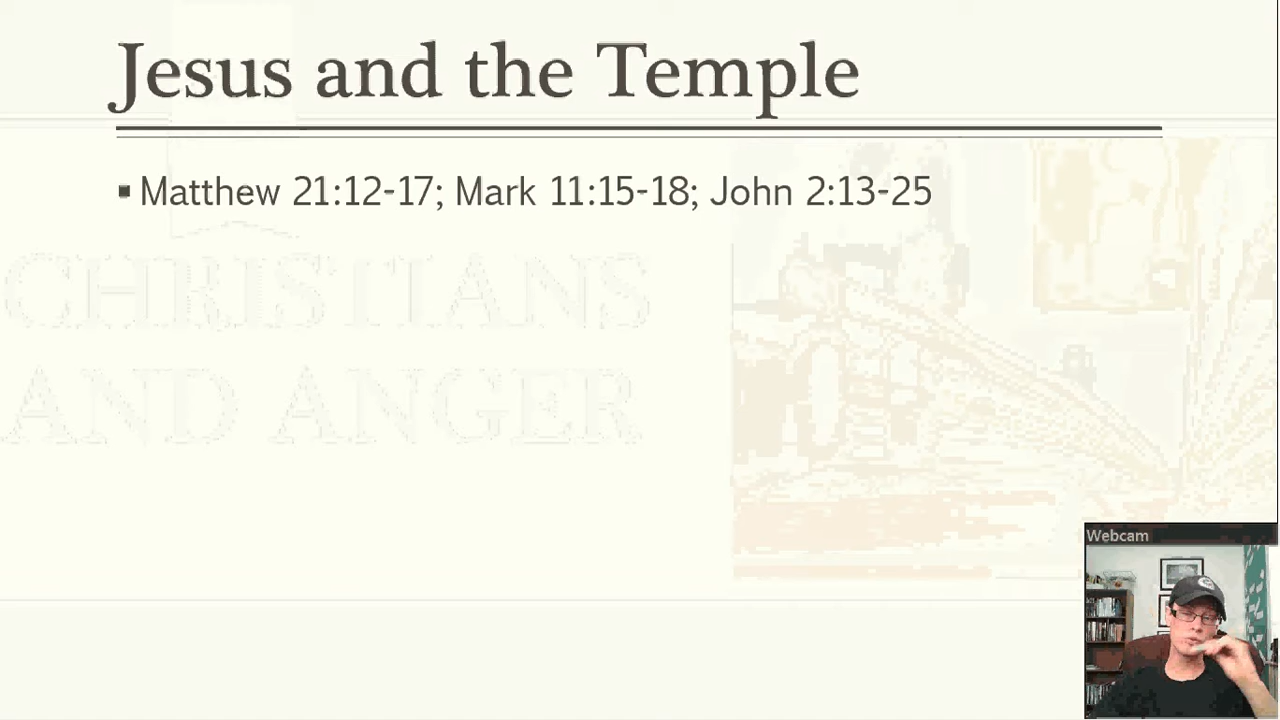 Jesus and the Temple
▪ Matthew 21:12-17; Mark 11:15-18; John 2:13-25
CHRISTIANS
AND ANGER
Webcam